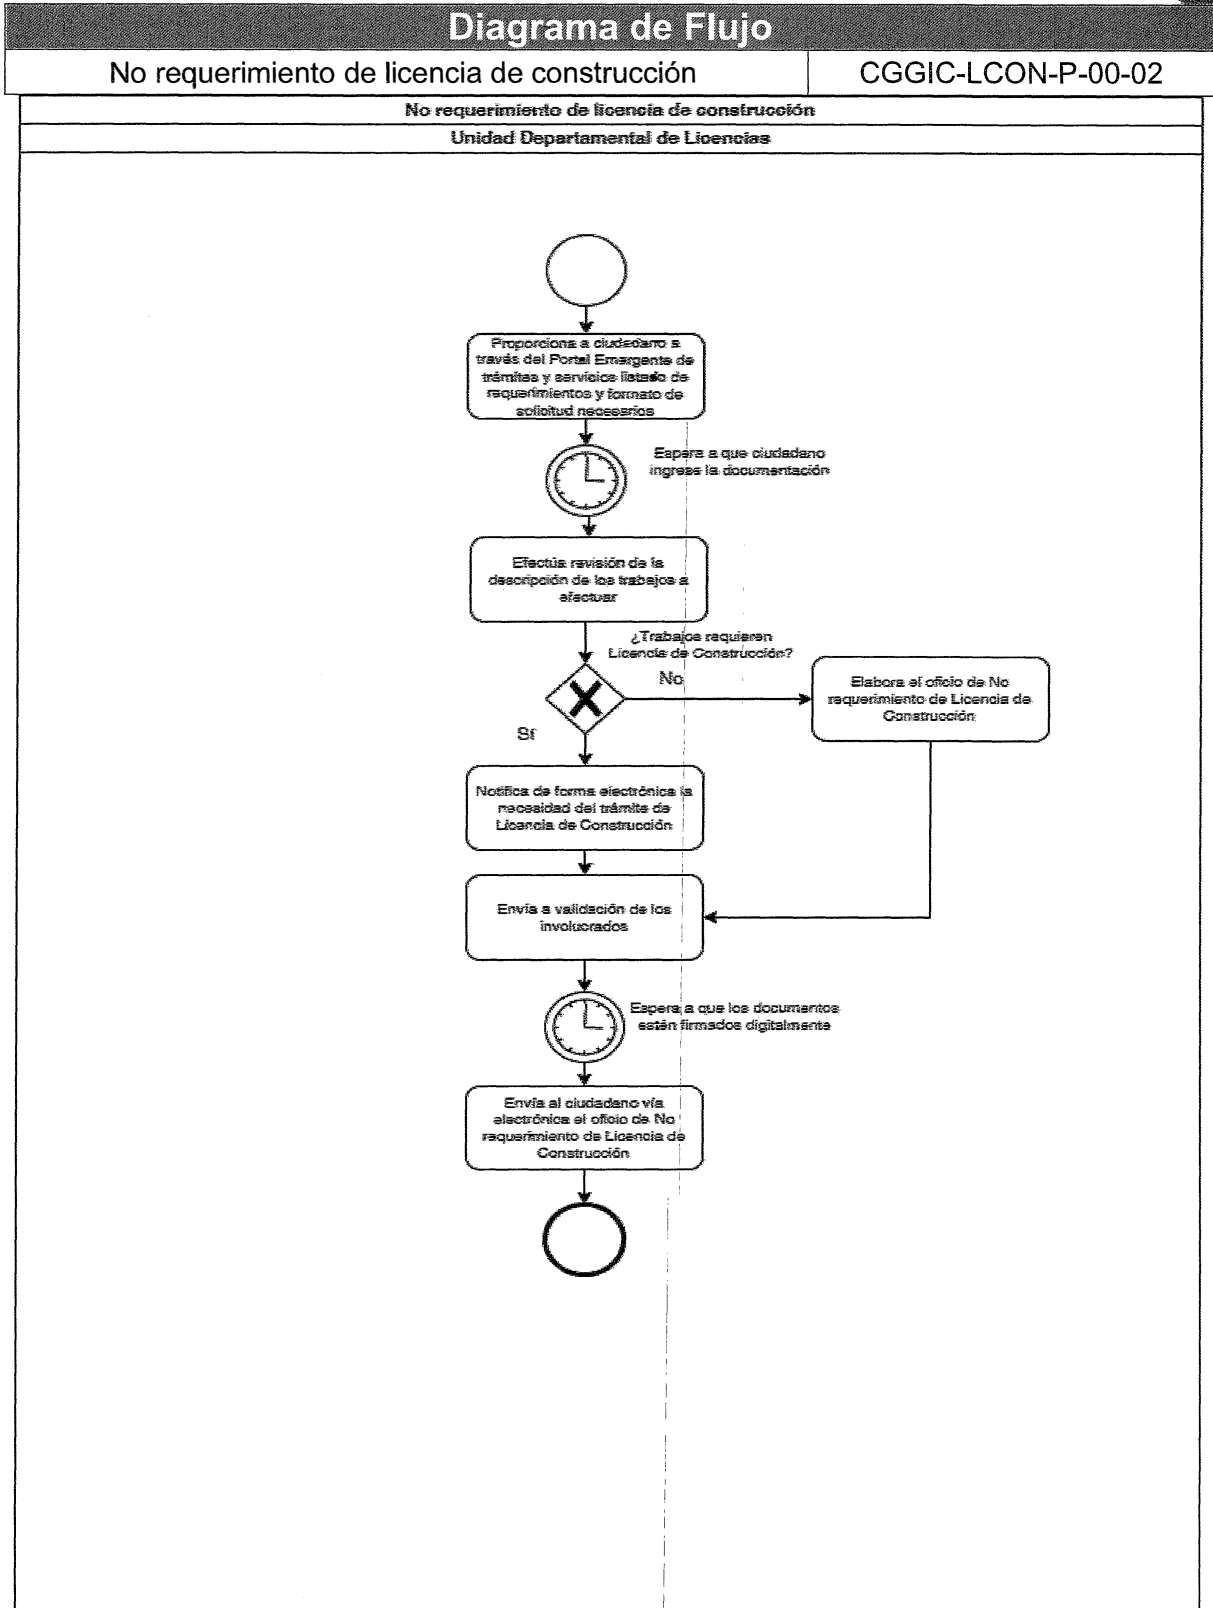 Diagrama de Flujo
No requerimiento de licencia de construcción
CGGIC-LCON-P-00-02
No requerimiento de licencia de construcción
Unidad Departamental de Licencias
Proporciona a ciudadano a
través del Portal Emergente de
trámites y servicios listado de
requerimientos y formato de
solicitud necesarios
Espera a que ciudadano
ingrese la documentación
Efectúa revisión de la
descripción de los trabajos a
efectuar
¿Trabajos requieren
Licencia de Construcción?
No
Elabora el oficio de No
requerimiento de Licencia de
Construcción
Sí
Notifica de forma electrónica la
necesidad del trámite de
Licencia de Construcción
Envía a validación de los
involucrados
Espera a que los documentos
estén firmados digitalmente
Envía al ciudadano vía
electrónica el oficio de No
requerimiento de Licencia de
Construcción